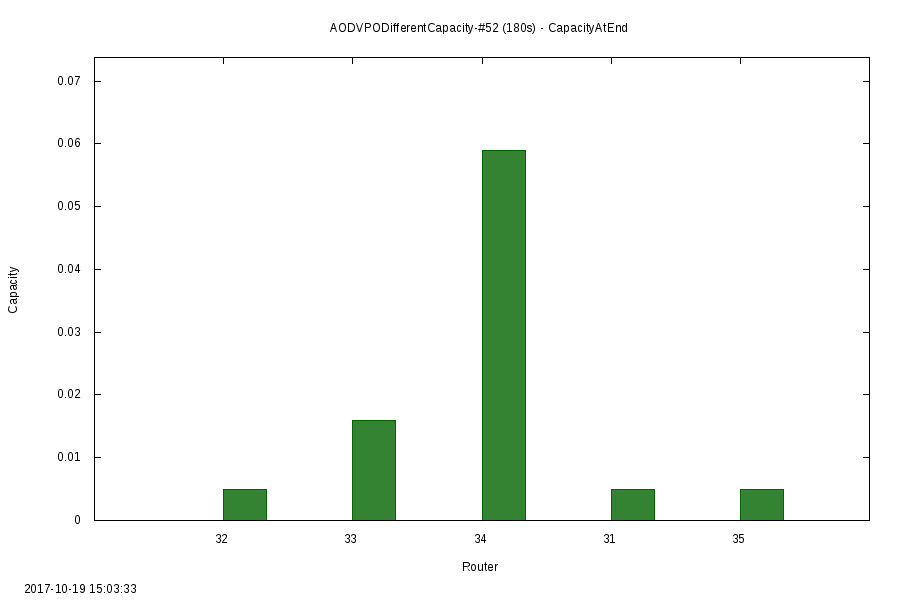 AODVPODifferentCapacity-#52 (180s) - CapacityAtEnd
0.07
0.06
0.05
0.04
0.03
0.02
0.01
0
Capacity
32 33 34 31 35
Router
2017-10-19 15:03:33